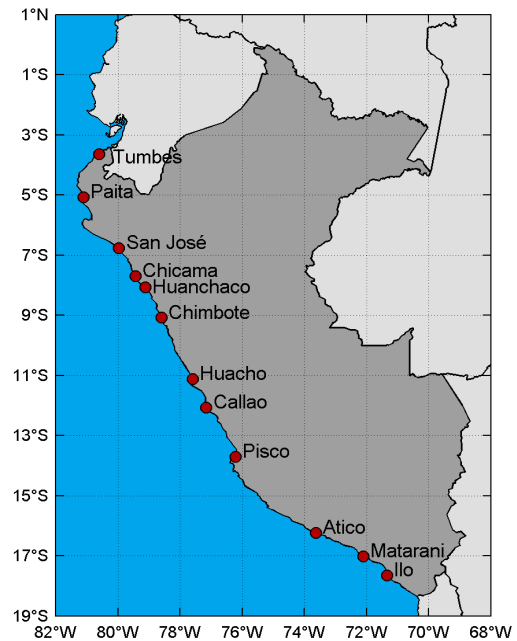 1°N
1°S
3°S
Tumbes
5°S
Paita
7°S
San José
Chicama
Huanchaco
9°S
Chimbote
11°S
Huacho
Callao
13°S
Pisco
15°S
Atico
17°S
Matarani
Ilo
19°S
82°W 80°W 78°W 76°W 74°W 72°W 70°W 68°W